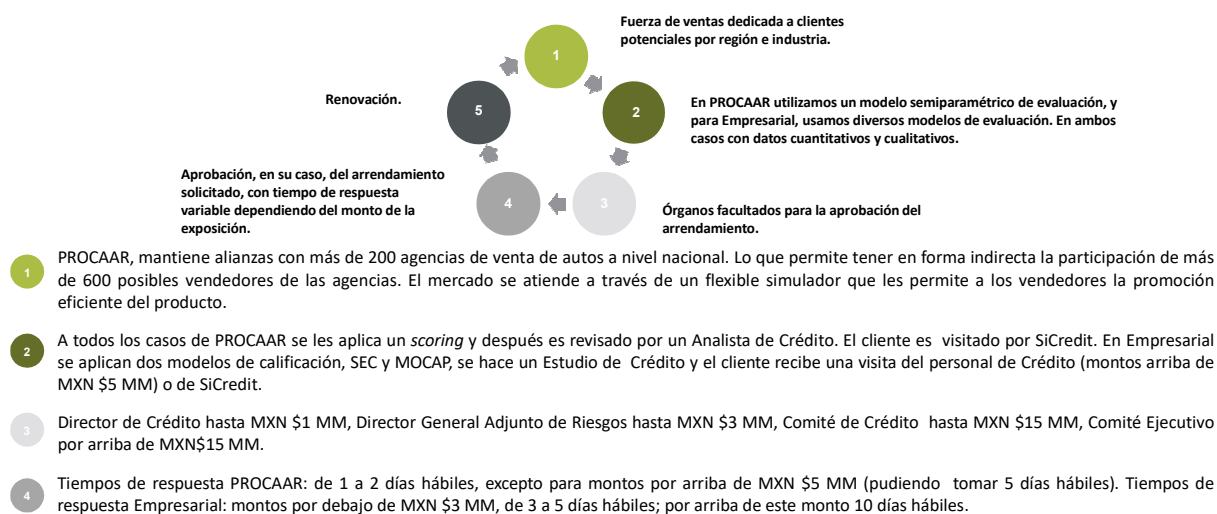 Fuerza de ventas dedicada a clientes
potenciales por región e industria.
1
Renovación.
5
2
En PROCAAR utilizamos un modelo semiparamétrico de evaluación, y
para Empresarial, usamos diversos modelos de evaluación. En ambos
casos con datos cuantitativos y cualitativos.
Aprobación, en su caso, del arrendamiento
solicitado, con tiempo de respuesta
variable dependiendo del monto de la
exposición.
4
3
Órganos facultados para la aprobación del
arrendamiento.
1
PROCAAR, mantiene alianzas con más de 200 agencias de venta de autos a nivel nacional. Lo que permite tener en forma indirecta la participación de más
de 600 posibles vendedores de las agencias. El mercado se atiende a través de un flexible simulador que les permite a los vendedores la promoción
eficiente del producto.
2
A todos los casos de PROCAAR se les aplica un scoring y después es revisado por un Analista de Crédito. El cliente es visitado por SiCredit. En Empresarial
se aplican dos modelos de calificación, SEC y MOCAP, se hace un Estudio de Crédito y el cliente recibe una visita del personal de Crédito (montos arriba de
MXN $5 MM) o de SiCredit.
3
Director de Crédito hasta MXN $1 MM, Director General Adjunto de Riesgos hasta MXN $3 MM, Comité de Crédito hasta MXN $15 MM, Comité Ejecutivo
por arriba de MXN$15 MM.
4
Tiempos de respuesta PROCAAR: de 1 a 2 días hábiles, excepto para montos por arriba de MXN $5 MM (pudiendo tomar 5 días hábiles). Tiempos de
respuesta Empresarial: montos por debajo de MXN $3 MM, de 3 a 5 días hábiles; por arriba de este monto 10 días hábiles.